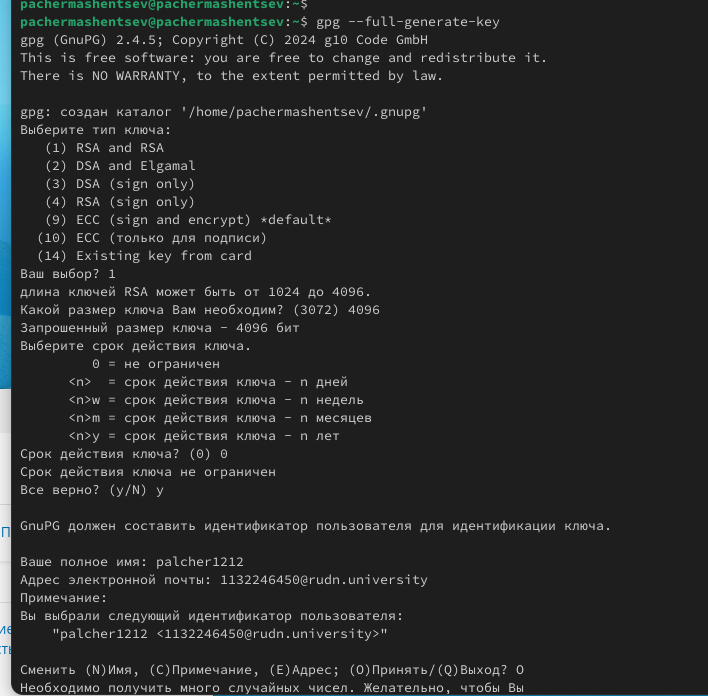 pachermashentsev@pachermashentsev:~$
pachermashentsev@pachermashentsev:~$ gpg --full-generate-key
gpg (GnuPG) 2.4.5; Copyright (C) 2024 g10 Code GmbH
This is free software: you are free to change and redistribute it.
There is NO WARRANTY, to the extent permitted by law.

gpg: создан каталог '/home/pachermashentsev/.gnupg'
Выберите тип ключа:
   (1) RSA and RSA
   (2) DSA and Elgamal
   (3) DSA (sign only)
   (4) RSA (sign only)
   (9) ECC (sign and encrypt) *default*
  (10) ECC (только для подписи)
  (14) Existing key from card
Ваш выбор? 1
длина ключей RSA может быть от 1024 до 4096.
Какой размер ключа Вам необходим? (3072) 4096
Запрошенный размер ключа - 4096 бит
Выберите срок действия ключа.
         0 = не ограничен
      <n>  = срок действия ключа - n дней
      <n>w = срок действия ключа - n недель
      <n>m = срок действия ключа - n месяцев
      <n>y = срок действия ключа - n лет
Срок действия ключа? (0) 0
Срок действия ключа не ограничен
Все верно? (y/N) y

GnuPG должен составить идентификатор пользователя для идентификации ключа.

Ваше полное имя: palcher1212
Адрес электронной почты: 1132246450@rudn.university
Примечание:
Вы выбрали следующий идентификатор пользователя:
    "palcher1212 <1132246450@rudn.university>"

Сменить (N)Имя, (C)Примечание, (E)Адрес; (O)Принять/(Q)Выход? O
Необходимо получить много случайных чисел. Желательно, чтобы Вы